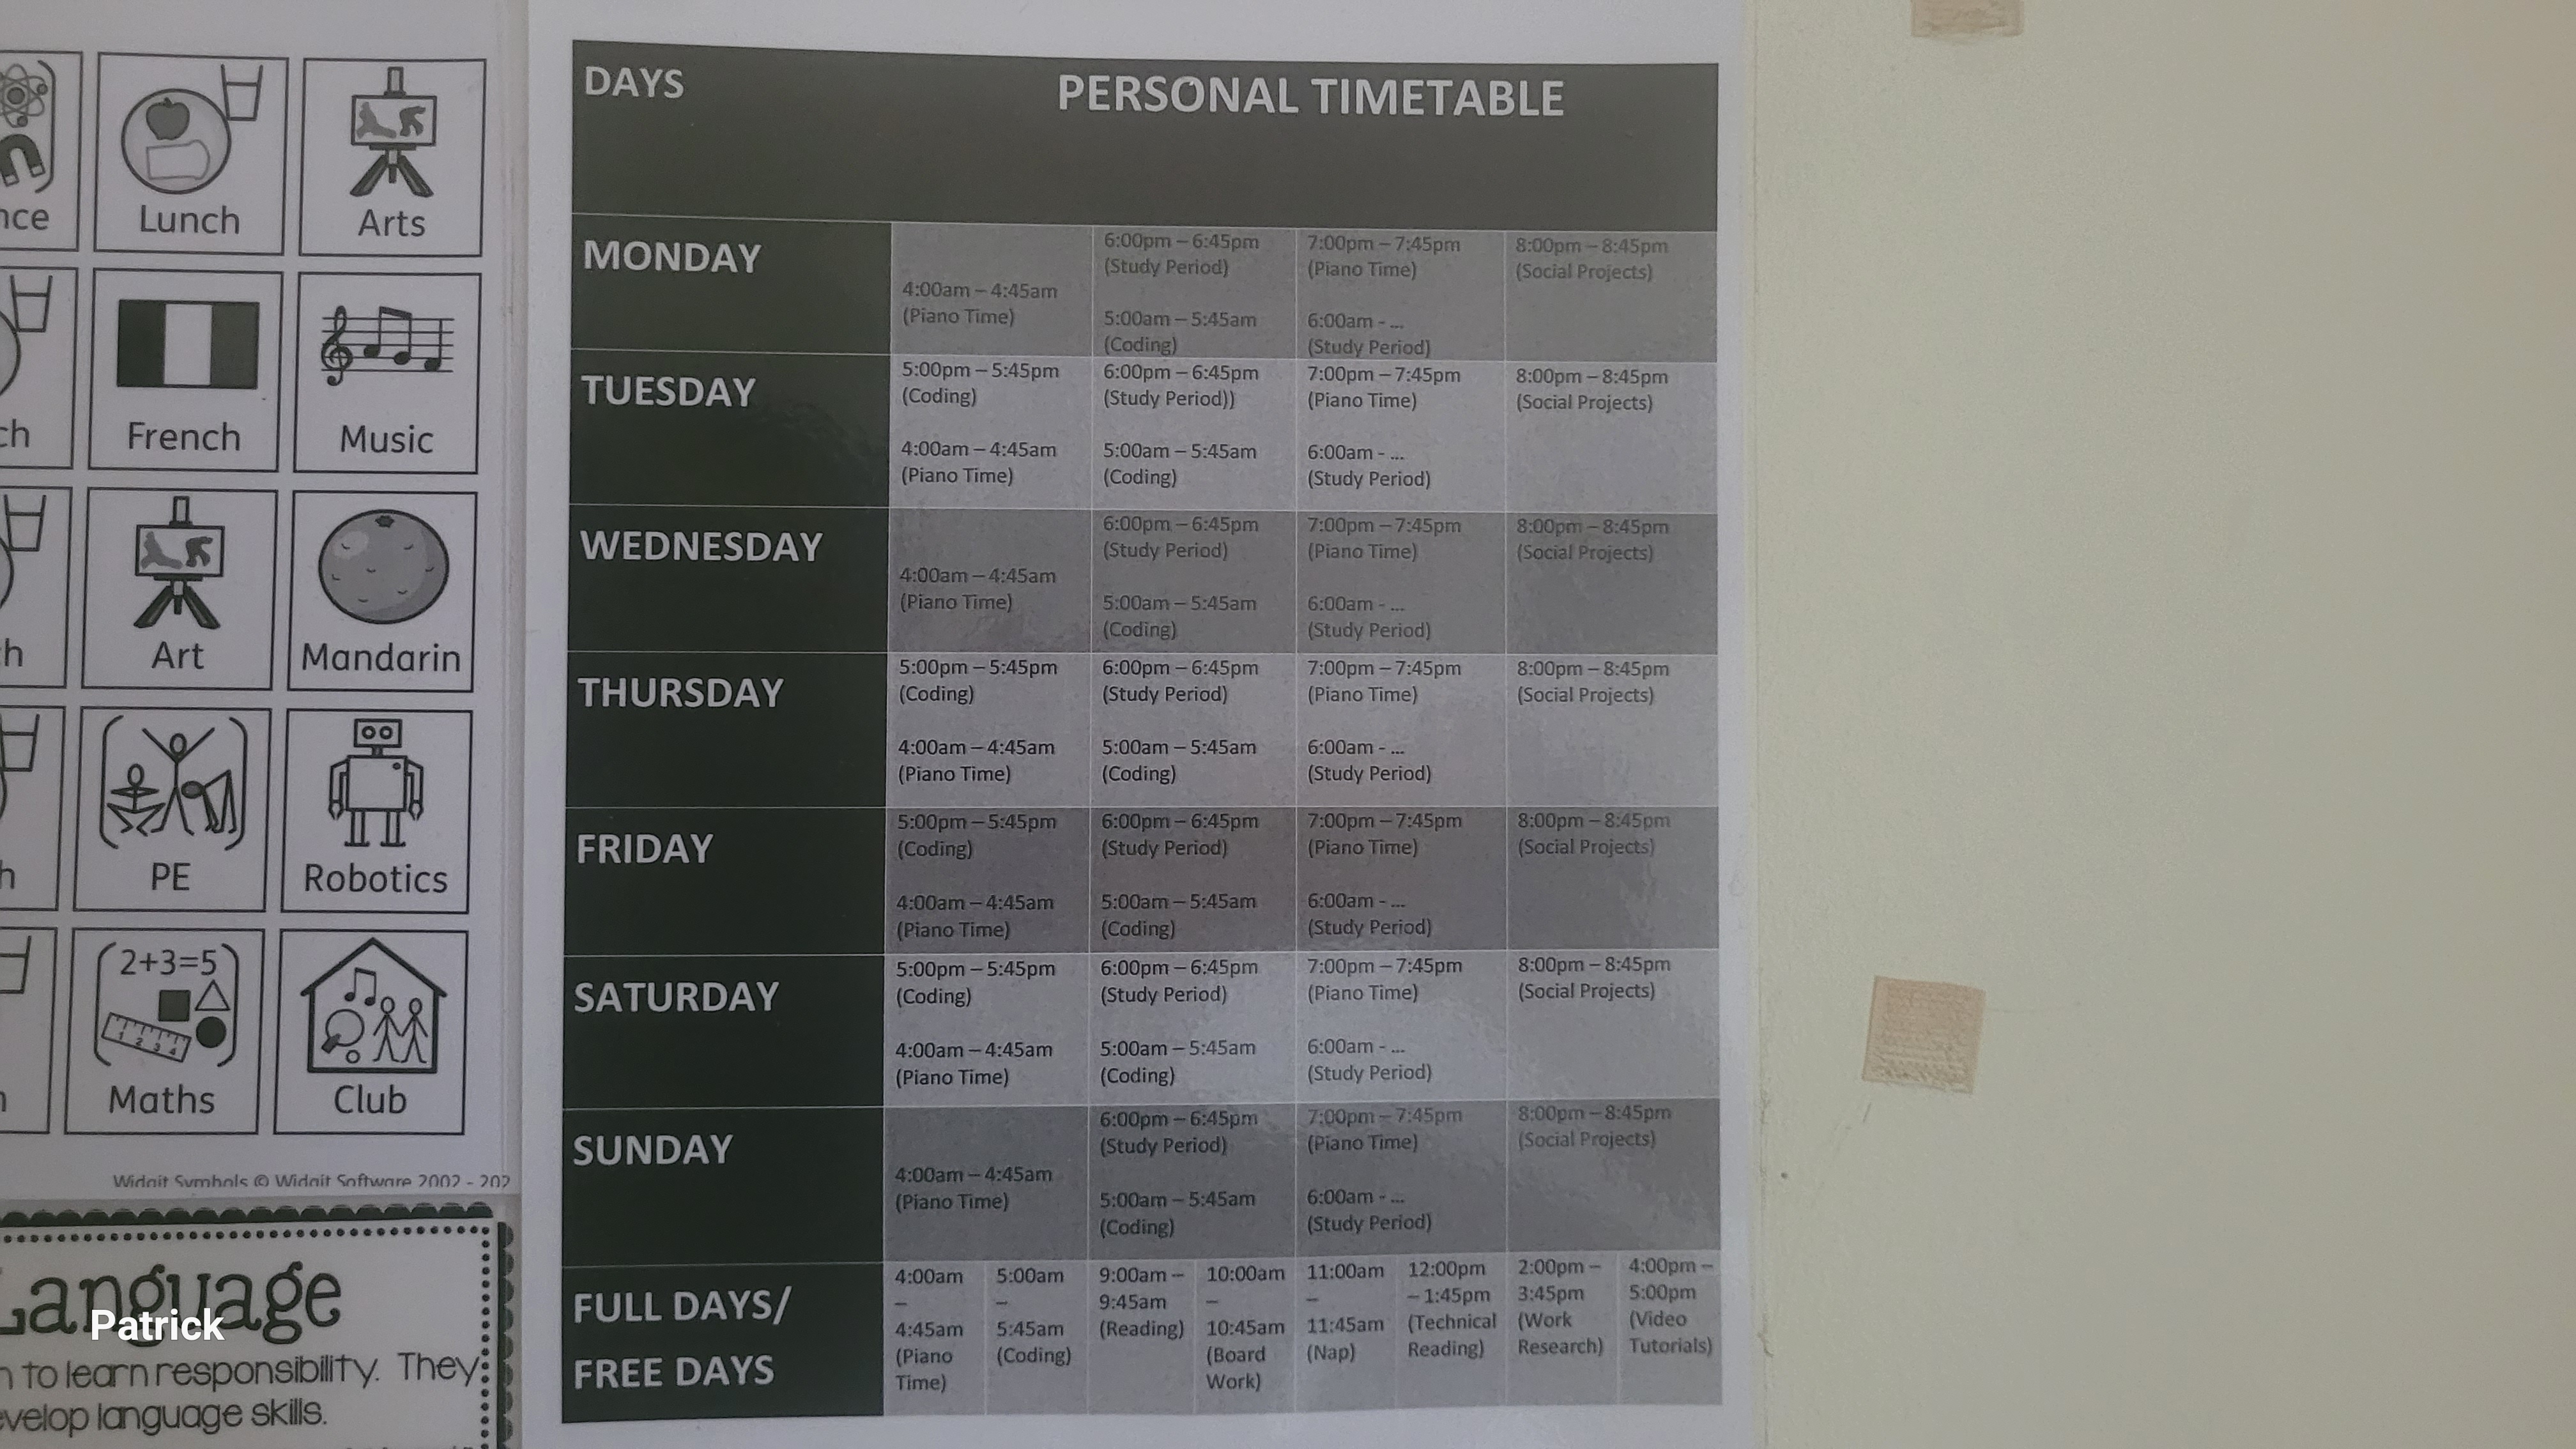 nce
Lunch
Arts
ch
French
Music
h
Art
Mandarin
h
PE
Robotics
2+3=5
1 2 3 4
Maths
Club
Widgit Symbols © Widgit Software 2002 - 202
Language
Patrick
n to learn responsibility. They
evelop language skills.
DAYS
PERSONAL TIMETABLE
MONDAY
4:00am – 4:45am
(Piano Time)
6:00pm – 6:45pm
(Study Period)
5:00am – 5:45am
(Coding)
7:00pm – 7:45pm
(Piano Time)
6:00am - ...
(Study Period)
8:00pm – 8:45pm
(Social Projects)
TUESDAY
5:00pm – 5:45pm
(Coding)
4:00am – 4:45am
(Piano Time)
6:00pm – 6:45pm
(Study Period))
5:00am – 5:45am
(Coding)
7:00pm – 7:45pm
(Piano Time)
6:00am - ...
(Study Period)
8:00pm – 8:45pm
(Social Projects)
WEDNESDAY
4:00am – 4:45am
(Piano Time)
6:00pm – 6:45pm
(Study Period)
5:00am – 5:45am
(Coding)
7:00pm – 7:45pm
(Piano Time)
6:00am - ...
(Study Period)
8:00pm – 8:45pm
(Social Projects)
THURSDAY
5:00pm – 5:45pm
(Coding)
4:00am – 4:45am
(Piano Time)
6:00pm – 6:45pm
(Study Period)
5:00am – 5:45am
(Coding)
7:00pm – 7:45pm
(Piano Time)
6:00am - ...
(Study Period)
8:00pm – 8:45pm
(Social Projects)
FRIDAY
5:00pm – 5:45pm
(Coding)
4:00am – 4:45am
(Piano Time)
6:00pm – 6:45pm
(Study Period)
5:00am – 5:45am
(Coding)
7:00pm – 7:45pm
(Piano Time)
6:00am - ...
(Study Period)
8:00pm – 8:45pm
(Social Projects)
SATURDAY
5:00pm – 5:45pm
(Coding)
4:00am – 4:45am
(Piano Time)
6:00pm – 6:45pm
(Study Period)
5:00am – 5:45am
(Coding)
7:00pm – 7:45pm
(Piano Time)
6:00am - ...
(Study Period)
8:00pm – 8:45pm
(Social Projects)
SUNDAY
4:00am – 4:45am
(Piano Time)
6:00pm – 6:45pm
(Study Period)
5:00am – 5:45am
(Coding)
7:00pm – 7:45pm
(Piano Time)
6:00am - ...
(Study Period)
8:00pm – 8:45pm
(Social Projects)
FULL DAYS/
FREE DAYS
4:00am
–
4:45am
(Piano
Time)
5:00am
–
5:45am
(Coding)
9:00am –
9:45am
(Reading)
10:00am
–
10:45am
(Board
Work)
11:00am
–
11:45am
(Nap)
12:00pm
– 1:45pm
(Technical
Reading)
2:00pm –
3:45pm
(Work
Research)
4:00pm –
5:00pm
(Video
Tutorials)